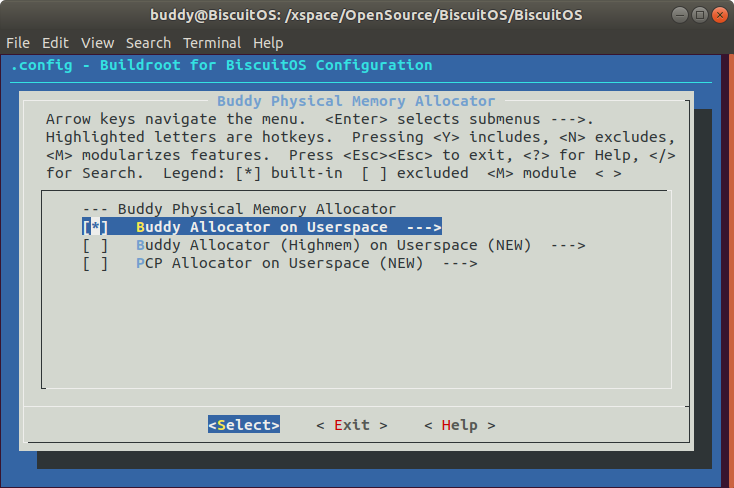 buddy@BiscuitOS: /xspace/OpenSource/BiscuitOS/BiscuitOS
File Edit View Search Terminal Help
.config - Buildroot for BiscuitOS Configuration
Buddy Physical Memory Allocator
Arrow keys navigate the menu.  <Enter> selects submenus --->.
Highlighted letters are hotkeys.  Pressing <Y> includes, <N> excludes,
<M> modularizes features.  Press <Esc><Esc> to exit, <?> for Help, </>
for Search.  Legend: [*] built-in  [ ] excluded  <M> module  < >
--- Buddy Physical Memory Allocator
[*]   Buddy Allocator on Userspace  --->
[ ]   Buddy Allocator (Highmem) on Userspace (NEW)  --->
[ ]   PCP Allocator on Userspace (NEW)  --->
<Select>    < Exit >    < Help >